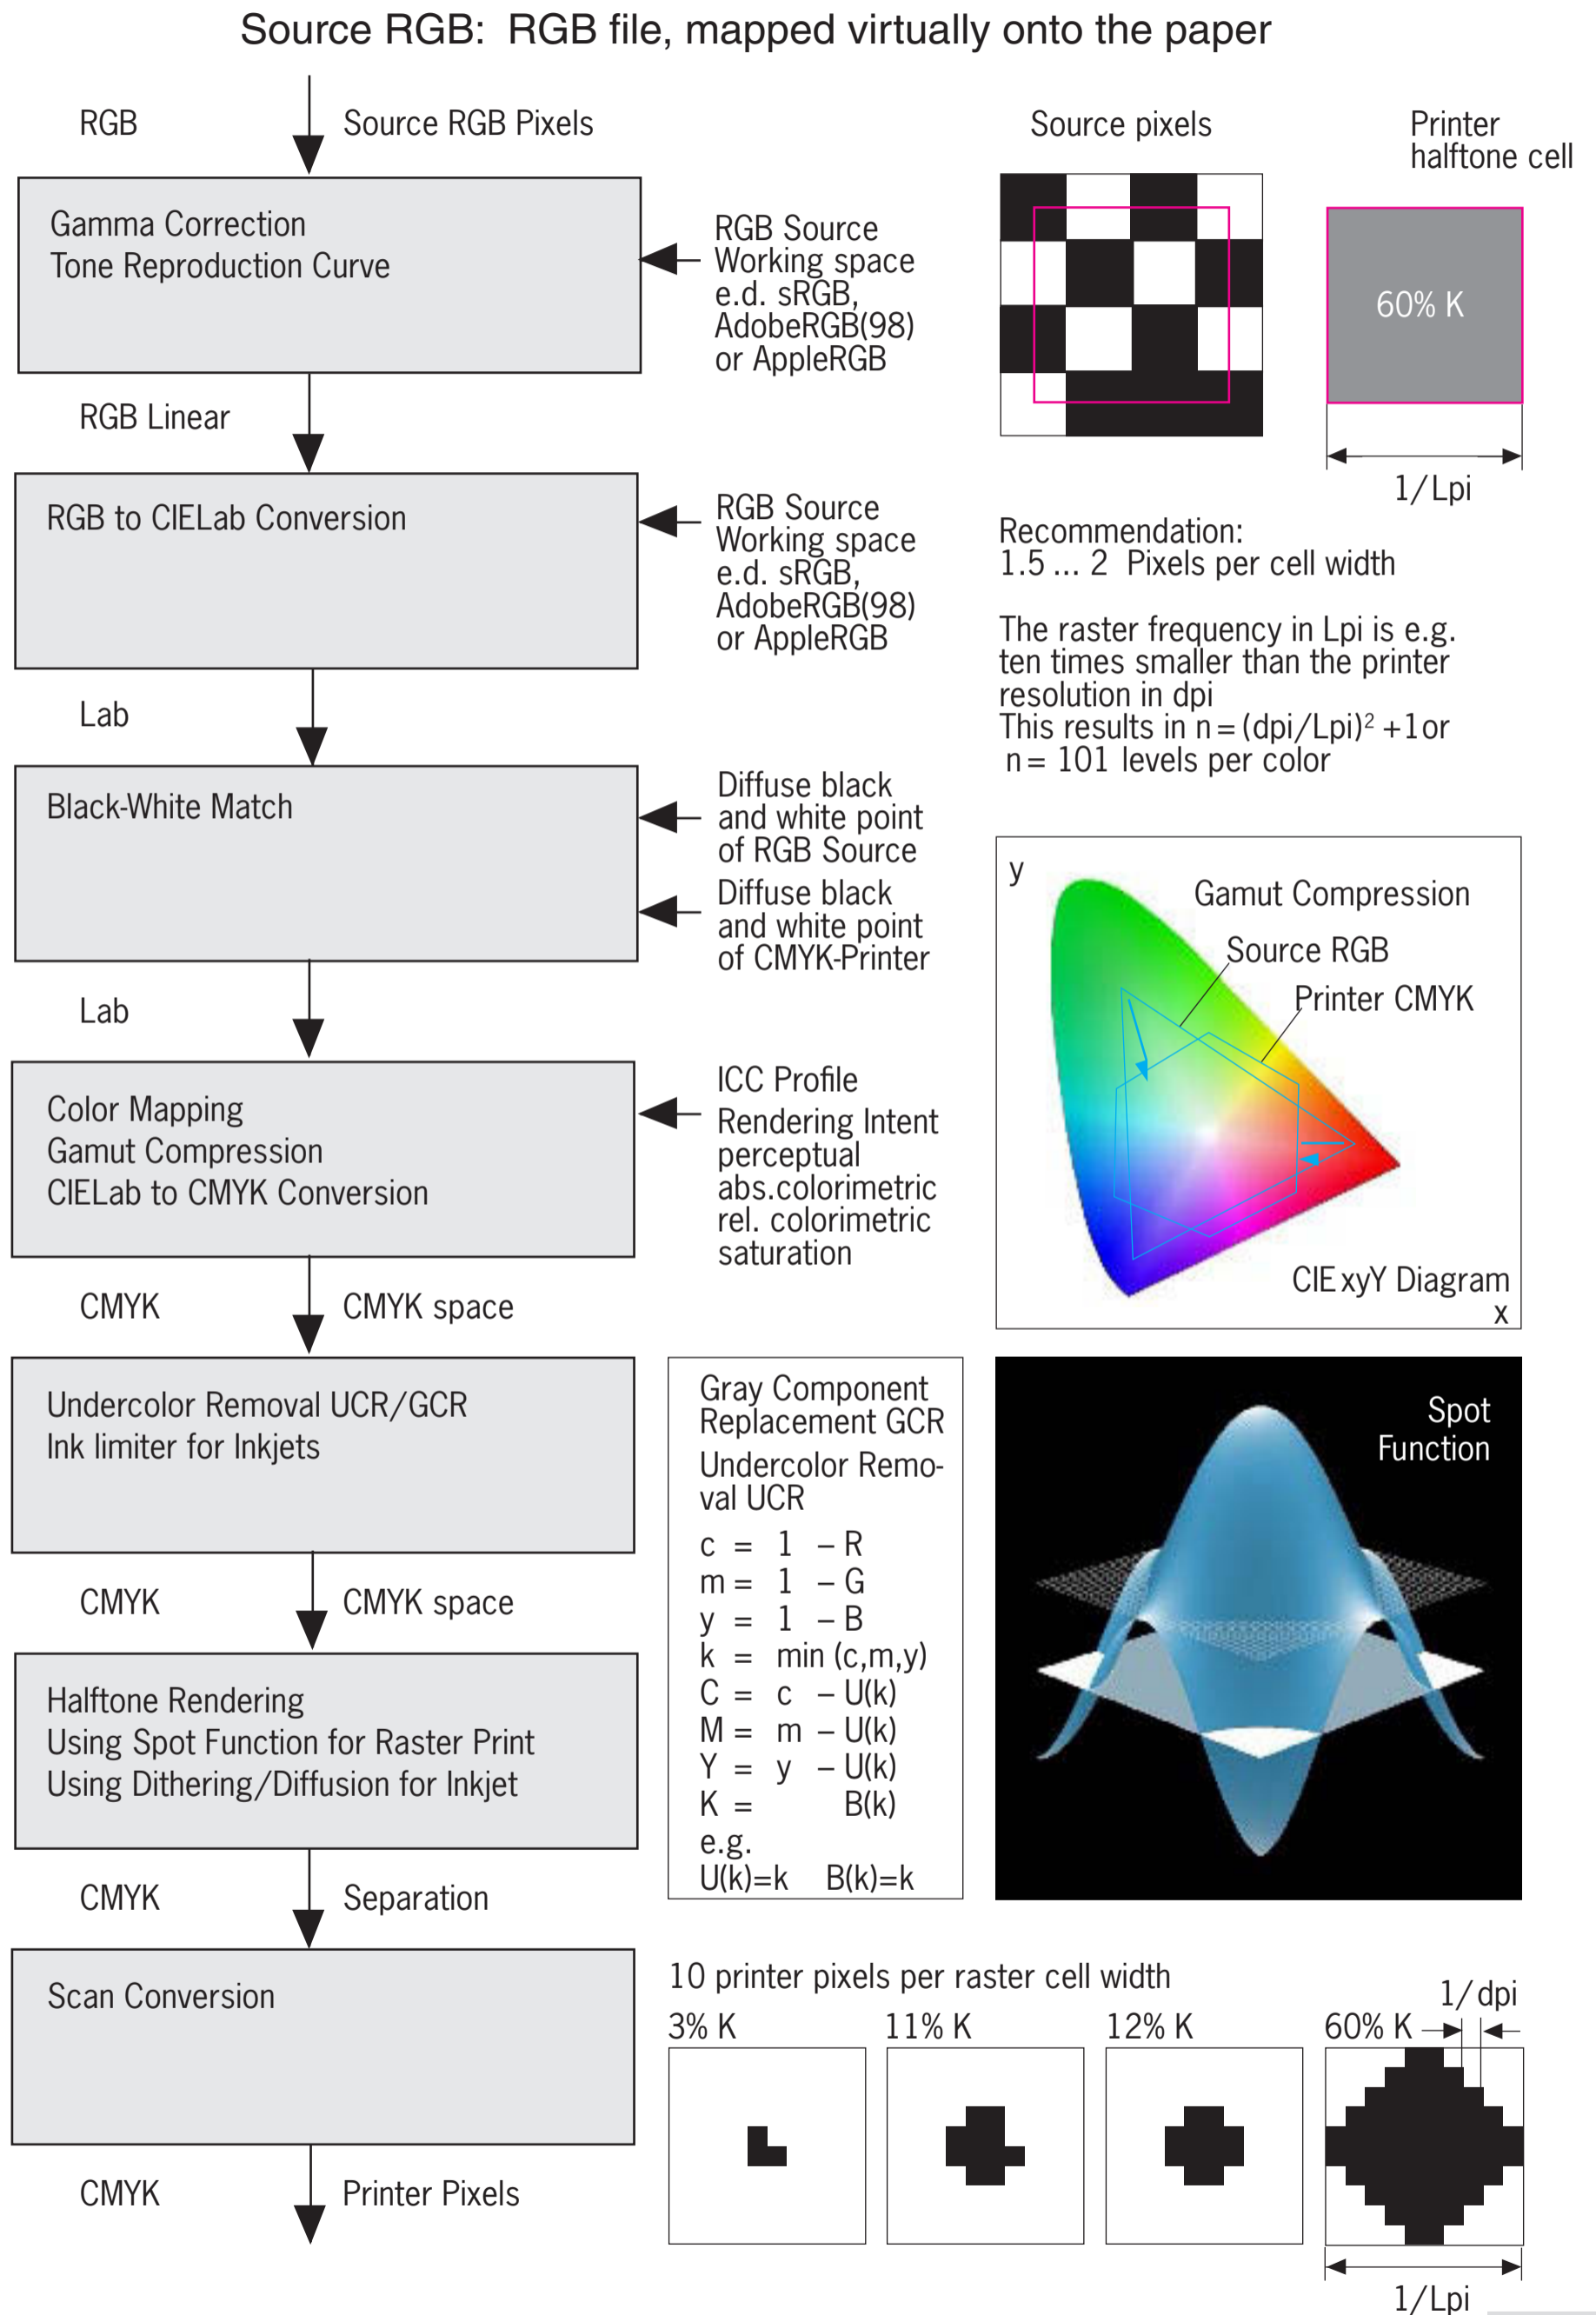 Source RGB: RGB file, mapped virtually onto the paper
RGB
Source RGB Pixels
Gamma Correction
Tone Reproduction Curve
RGB Source
Working space
e.d. sRGB,
AdobeRGB(98)
or AppleRGB
RGB Linear
RGB to CIELab Conversion
RGB Source
Working space
e.d. sRGB,
AdobeRGB(98)
or AppleRGB
Lab
Black-White Match
Diffuse black
and white point
of RGB Source
Diffuse black
and white point
of CMYK-Printer
Lab
Color Mapping
Gamut Compression
CIELab to CMYK Conversion
ICC Profile
Rendering Intent
perceptual
abs.colorimetric
rel. colorimetric
saturation
CMYK
CMYK space
Undercolor Removal UCR/GCR
Ink limiter for Inkjets
CMYK
CMYK space
Halftone Rendering
Using Spot Function for Raster Print
Using Dithering/Diffusion for Inkjet
CMYK
Separation
Scan Conversion
CMYK
Printer Pixels
Source pixels
Printer
halftone cell
60% K
1/Lpi
Recommendation:
1.5 ... 2 Pixels per cell width
The raster frequency in Lpi is e.g.
ten times smaller than the printer
resolution in dpi
This results in n = (dpi/Lpi)² +1or
n = 101 levels per color
y
Gamut Compression
Source RGB
Printer CMYK
CIE xyY Diagram
x
Gray Component
Replacement GCR
Undercolor Remo-
val UCR
c = 1 – R
m = 1 – G
y = 1 – B
k = min (c,m,y)
C = c – U(k)
M = m – U(k)
Y = y – U(k)
K = B(k)
e.g.
U(k)=k B(k)=k
Spot
Function
10 printer pixels per raster cell width
1/dpi
3% K
11% K
12% K
60% K
1/Lpi